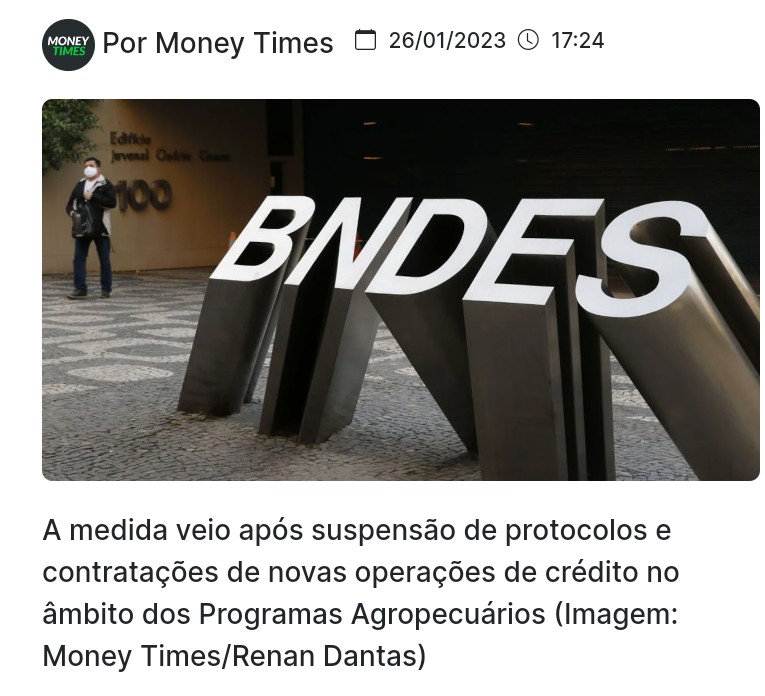 MONEY TIMES
Por Money Times 26/01/2023 17:24
Edifício
Juvenal Osório Gomes
100
BNDES
A medida veio após suspensão de protocolos e
contratações de novas operações de crédito no
âmbito dos Programas Agropecuários (Imagem:
Money Times/Renan Dantas)